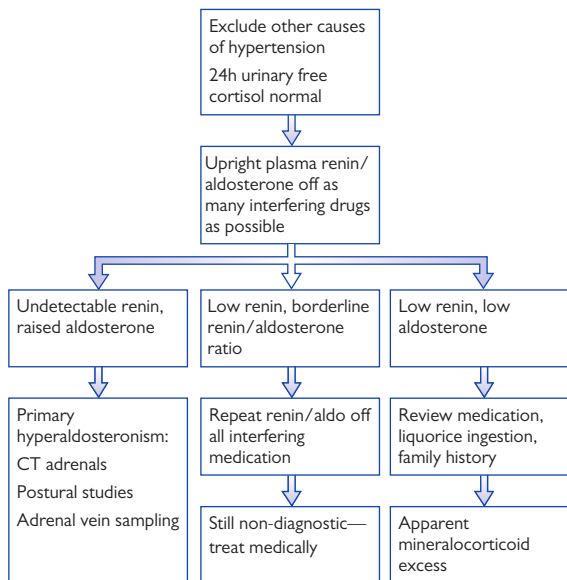 Exclude other causes
of hypertension
24h urinary free
cortisol normal
Upright plasma renin/
aldosterone off as
many interfering drugs
as possible
Undetectable renin,
raised aldosterone
Low renin, borderline
renin/aldosterone
ratio
Low renin, low
aldosterone
Primary
hyperaldosteronism:
CT adrenals
Postural studies
Adrenal vein sampling
Repeat renin/aldo off
all interfering
medication
Review medication,
liquorice ingestion,
family history
Still non-diagnostic—
treat medically
Apparent
mineralocorticoid
excess